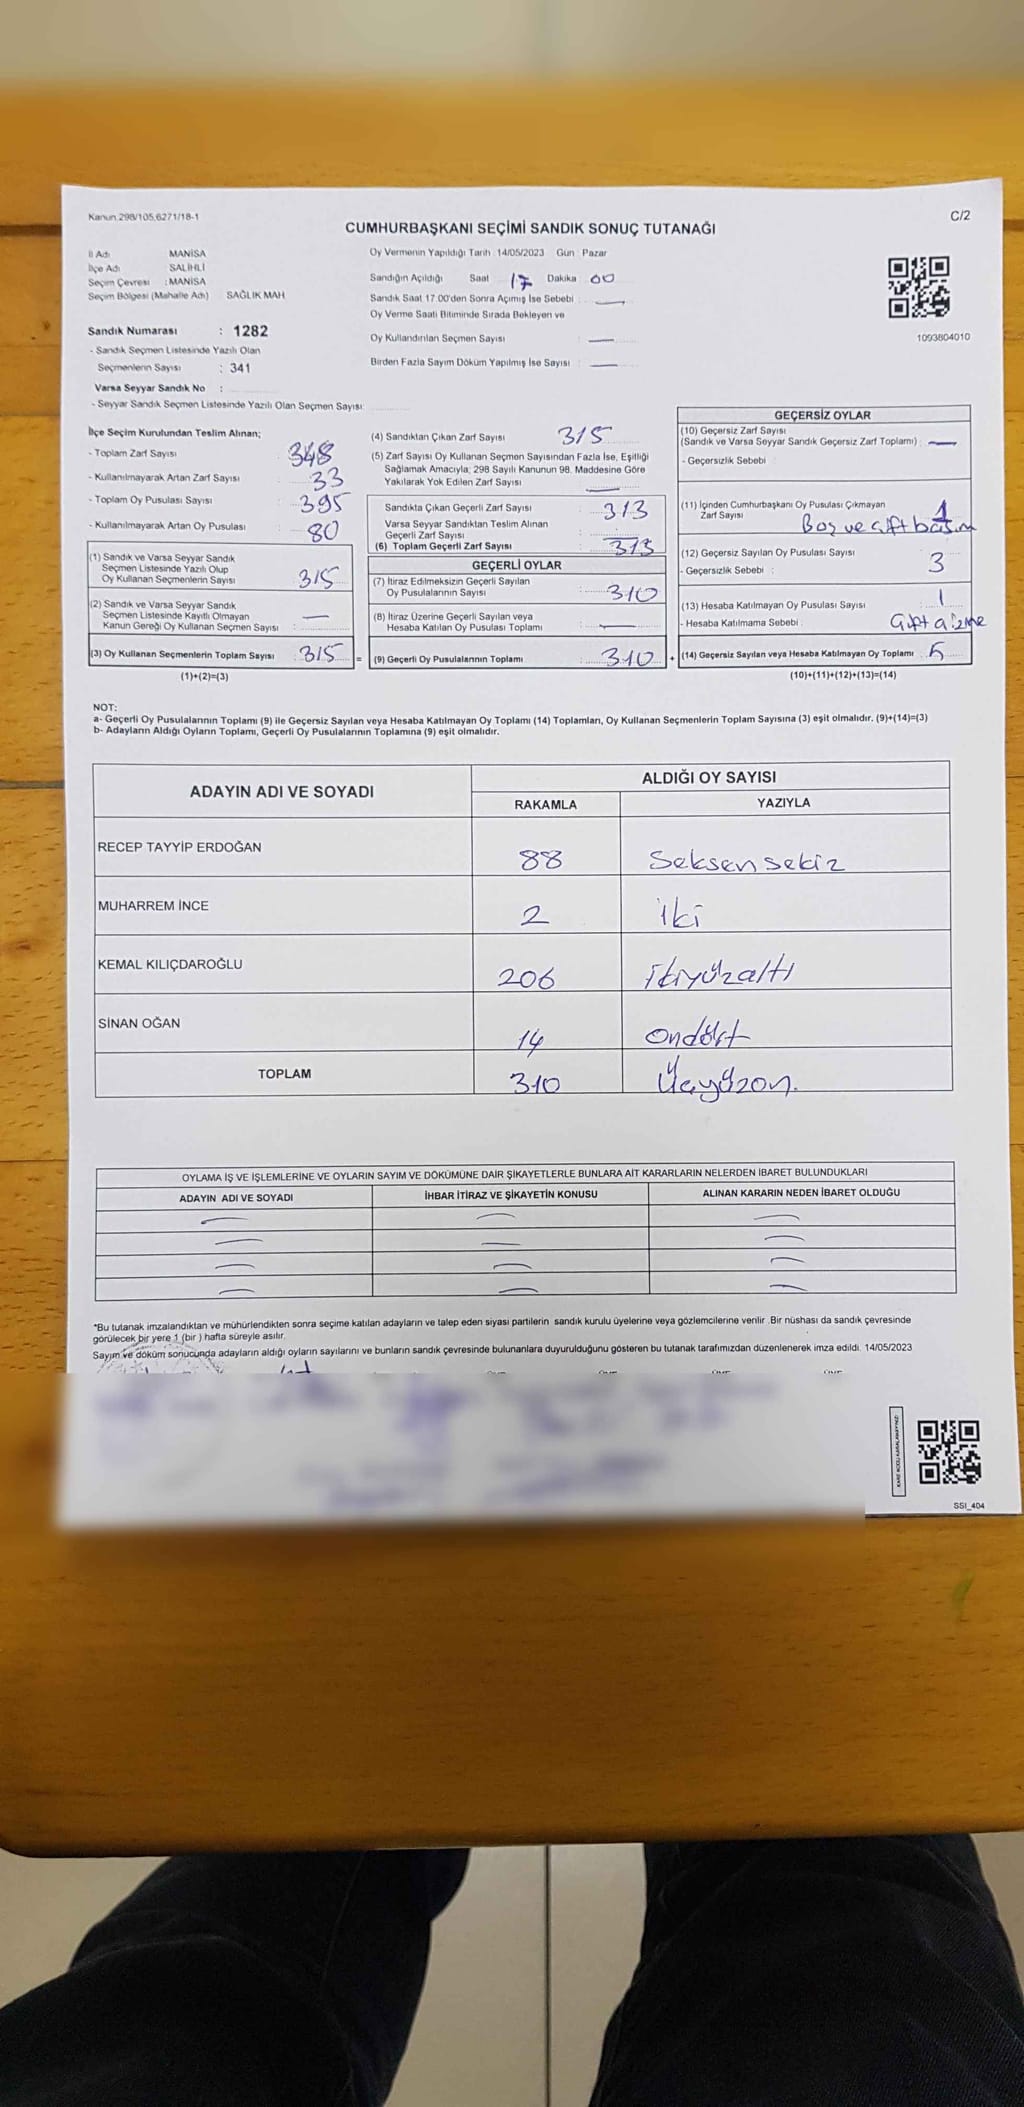 Kanun 298/105,6271/18-1
C/2
CUMHURBAŞKANI SEÇİMİ SANDIK SONUÇ TUTANAĞI
İl Adı MANİSA
İlçe Adı SALİHLİ
Seçim Çevresi : MANİSA
Seçim Bölgesi (Mahalle Adı) SAĞLIK MAH
Sandık Numarası : 1282
- Sandık Seçmen Listesinde Yazılı Olan
Seçmenlerin Sayısı : 341
Varsa Seyyar Sandık No :
- Seyyar Sandık Seçmen Listesinde Yazılı Olan Seçmen Sayısı:
Oy Vermenin Yapıldığı Tarih 14/05/2023 Gün Pazar
Sandığın Açıldığı Saat 17 Dakika 00
Sandık Saat 17.00'den Sonra Açımış İse Sebebi : —
Oy Verme Saati Bitiminde Sırada Bekleyen ve
Oy Kullandırılan Seçmen Sayısı : —
Birden Fazla Sayım Döküm Yapılmış İse Sayısı : —
1093804010
İlçe Seçim Kurulundan Teslim Alınan;
- Toplam Zarf Sayısı 348
- Kullanılmayarak Artan Zarf Sayısı 33
- Toplam Oy Pusulası Sayısı 395
- Kullanılmayarak Artan Oy Pusulası 80
(1) Sandık ve Varsa Seyyar Sandık
Seçmen Listesinde Yazılı Olup
Oy Kullanan Seçmenlerin Sayısı 315
(2) Sandık ve Varsa Seyyar Sandık
Seçmen Listesinde Kayıtlı Olmayan
Kanun Gereği Oy Kullanan Seçmen Sayısı : —
(3) Oy Kullanan Seçmenlerin Toplam Sayısı : 315 =
(1)+(2)=(3)
(4) Sandıktan Çıkan Zarf Sayısı 315
(5) Zarf Sayısı Oy Kullanan Seçmen Sayısından Fazla İse, Eşitliği
Sağlamak Amacıyla; 298 Sayılı Kanunun 98. Maddesine Göre
Yakılarak Yok Edilen Zarf Sayısı —
Sandıkta Çıkan Geçerli Zarf Sayısı : 313
Varsa Seyyar Sandıktan Teslim Alınan
Geçerli Zarf Sayısı : —
(6) Toplam Geçerli Zarf Sayısı : 313
GEÇERLİ OYLAR
(7) İtiraz Edilmeksizin Geçerli Sayılan
Oy Pusulalarının Sayısı : 310
(8) İtiraz Üzerine Geçerli Sayılan veya
Hesaba Katılan Oy Pusulası Toplamı : —
(9) Geçerli Oy Pusulalarının Toplamı : 310 +
GEÇERSİZ OYLAR
(10) Geçersiz Zarf Sayısı
(Sandık ve Varsa Seyyar Sandık Geçersiz Zarf Toplamı) : —
- Geçersizlik Sebebi :
(11) İçinden Cumhurbaşkanı Oy Pusulası Çıkmayan
Zarf Sayısı 1
Boş ve çift basım
(12) Geçersiz Sayılan Oy Pusulası Sayısı : 3
- Geçersizlik Sebebi :
(13) Hesaba Katılmayan Oy Pusulası Sayısı : 1
- Hesaba Katılmama Sebebi :
(14) Geçersiz Sayılan veya Hesaba Katılmayan Oy Toplamı : 5
(10)+(11)+(12)+(13)=(14)
NOT:
a- Geçerli Oy Pusulalarının Toplamı (9) ile Geçersiz Sayılan veya Hesaba Katılmayan Oy Toplamı (14) Toplamları, Oy Kullanan Seçmenlerin Toplam Sayısına (3) eşit olmalıdır. (9)+(14)=(3)
b- Adayların Aldığı Oyların Toplamı, Geçerli Oy Pusulalarının Toplamına (9) eşit olmalıdır.
ADAYIN ADI VE SOYADI
ALDIĞI OY SAYISI
RAKAMLA YAZIYLA
RECEP TAYYİP ERDOĞAN 88 Seksensekiz
MUHARREM İNCE 2 iki
KEMAL KILIÇDAROĞLU 206 ikiyüzaltı
SİNAN OĞAN 14 ondört
TOPLAM 310 Üçyüzon.
OYLAMA İŞ VE İŞLEMLERİNE VE OYLARIN SAYIM VE DÖKÜMÜNE DAİR ŞİKAYETLERLE BUNLARA AİT KARARLARIN NELERDEN İBARET BULUNDUKLARI
ADAYIN ADI VE SOYADI İHBAR İTİRAZ VE ŞİKAYETİN KONUSU ALINAN KARARIN NEDEN İBARET OLDUĞU
— — —
— — —
— — —
— — —
*Bu tutanak imzalandıktan ve mühürlendikten sonra seçime katılan adayların ve talep eden siyasi partilerin sandık kurulu üyelerine veya gözlemcilerine verilir .Bir nüshası da sandık çevresinde
görülecek bir yere 1 (bir ) hafta süreyle asılır.
Sayım ve döküm sonucunda adayların aldığı oyların sayılarını ve bunların sandık çevresinde bulunanlara duyurulduğunu gösteren bu tutanak tarafımızdan düzenlenerek imza edildi. 14/05/2023
SSI_404